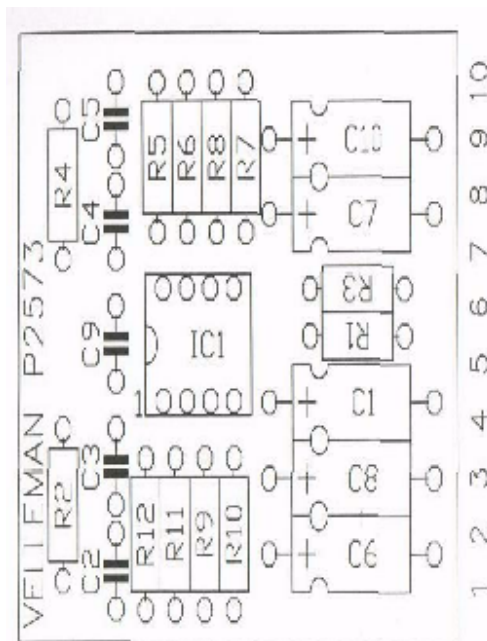 VELLEMAN P2573
R2
R4
C2
C3
C9
C4
C5
R12
R11
R9
R10
1
IC1
R5
R6
R8
R7
C6
C8
C1
R1
R3
C7
C10
1 2 3 4 5 6 7 8 9 10